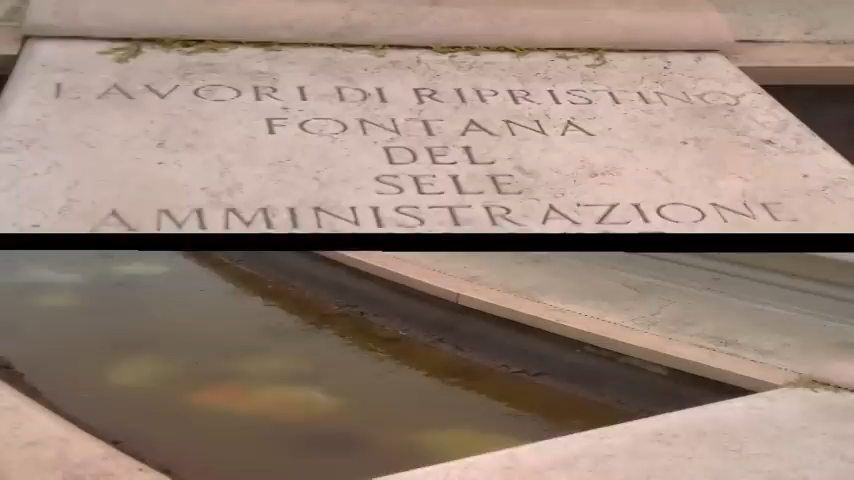 LAVORI DI RIPRISTINO
FONTANA
DEL
SELE
AMMINISTRAZIONE